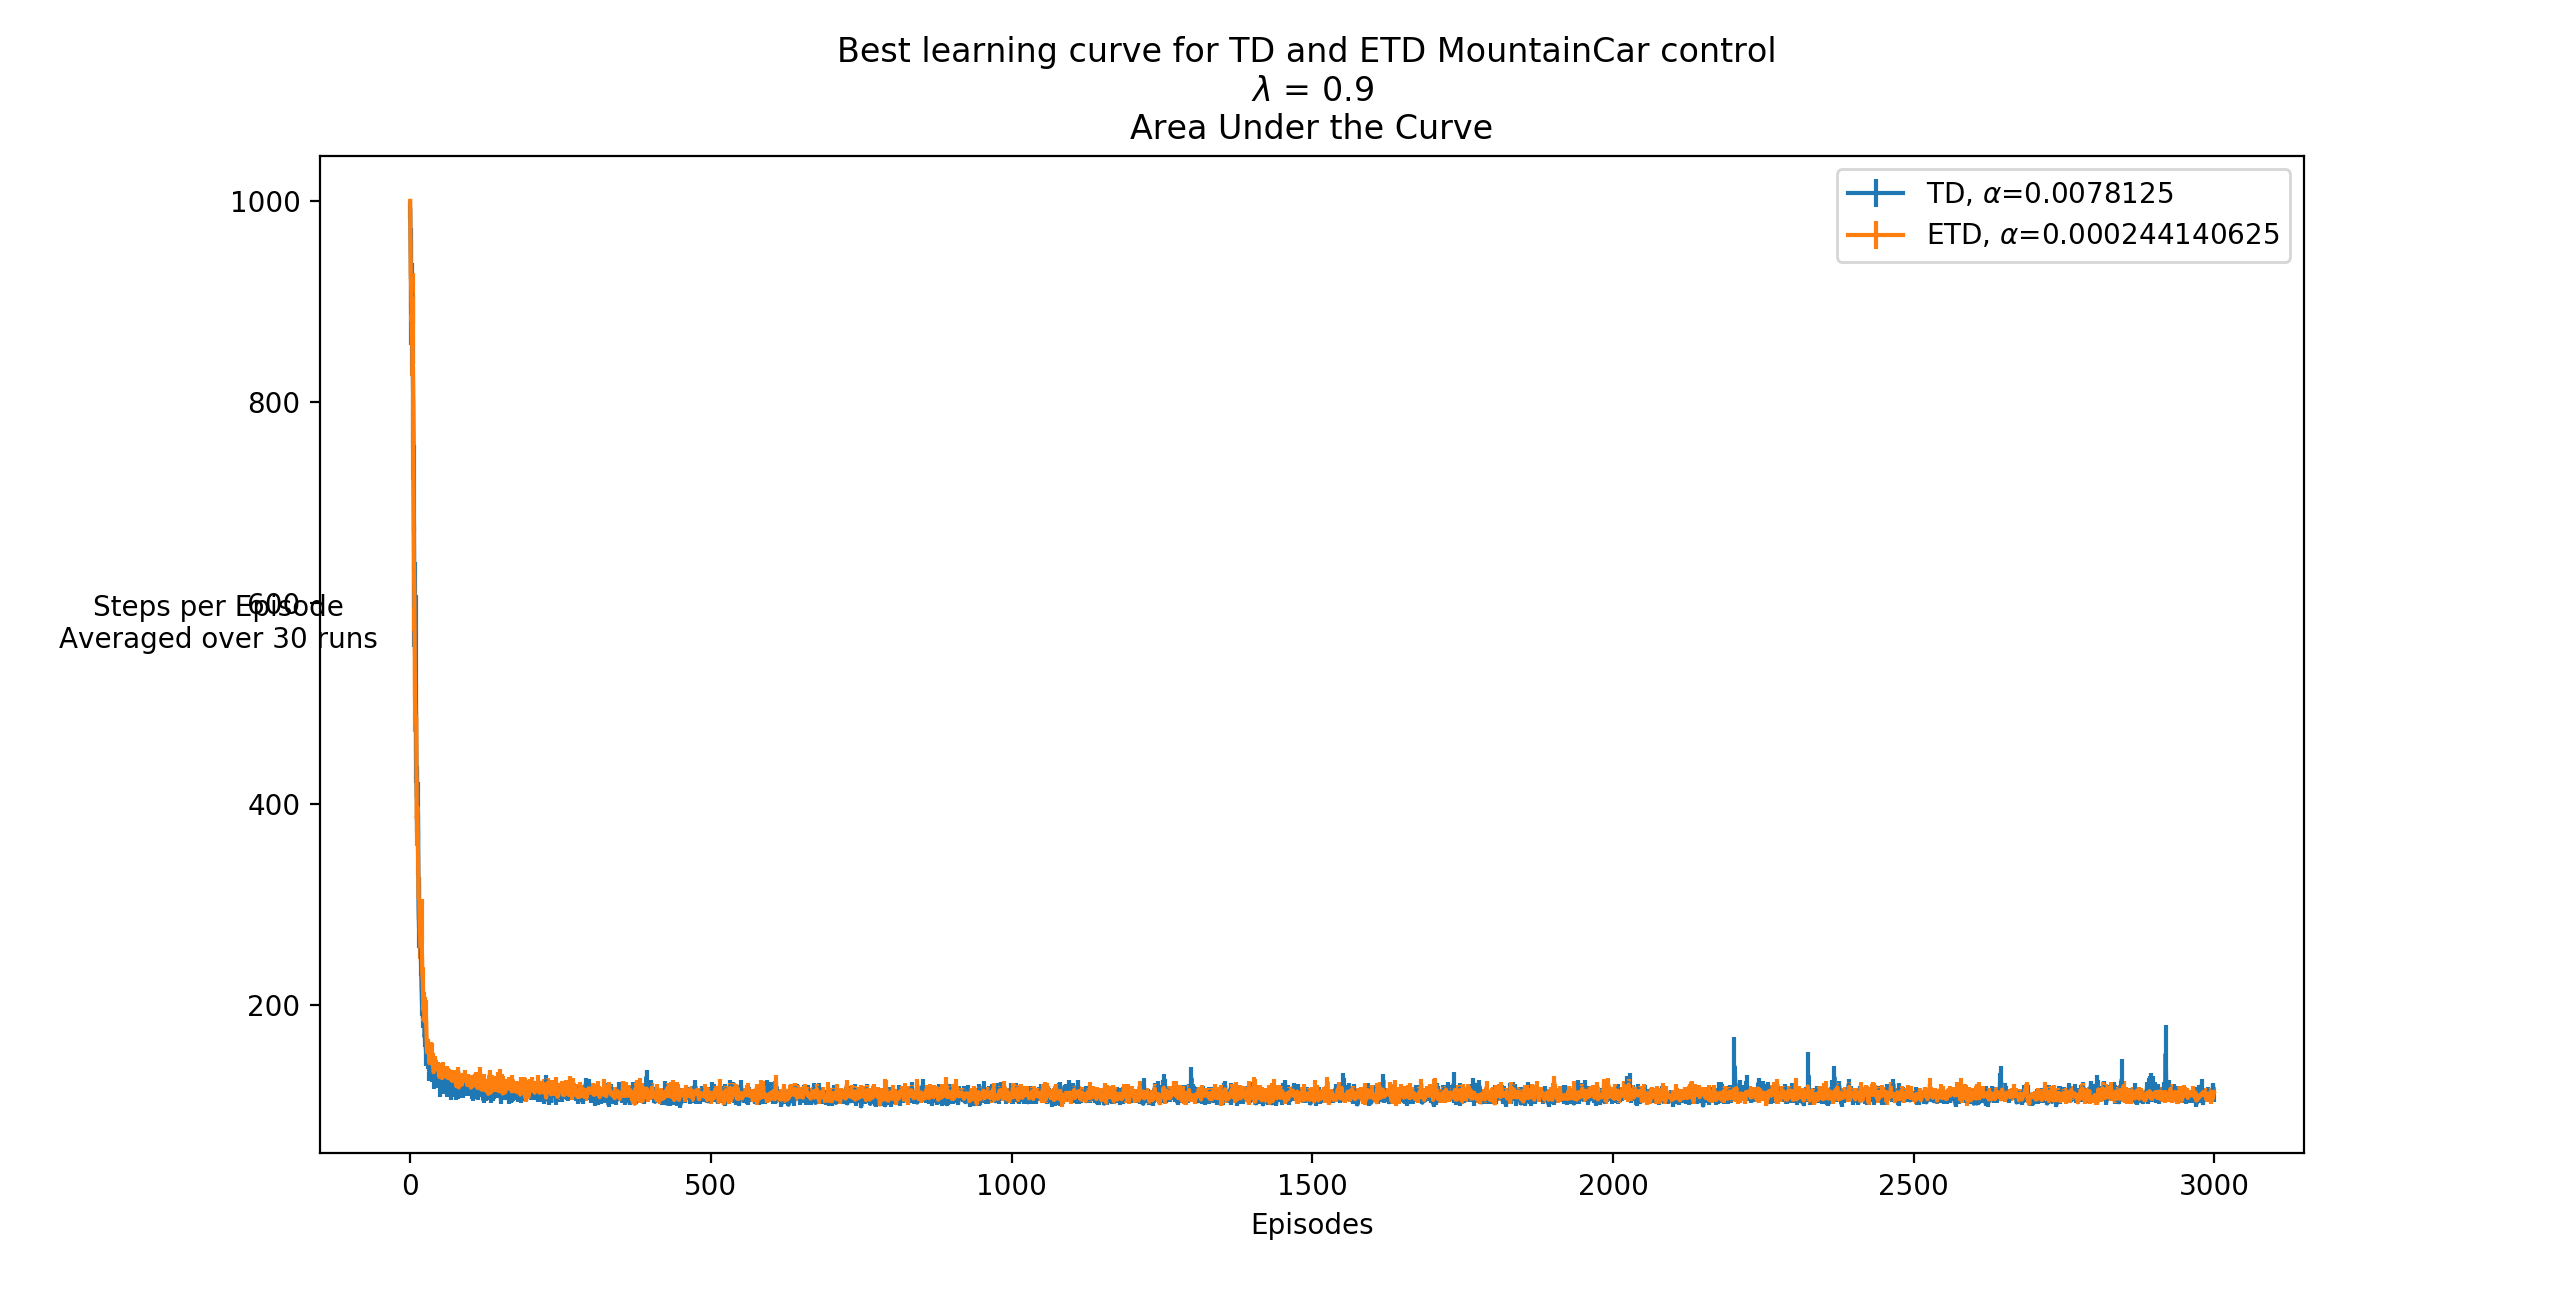 Best learning curve for TD and ETD MountainCar control
λ = 0.9
Area Under the Curve
TD, α=0.0078125
ETD, α=0.000244140625
1000
800
600
Steps per Episode
Averaged over 30 runs
400
200
0 500 1000 1500 2000 2500 3000
Episodes